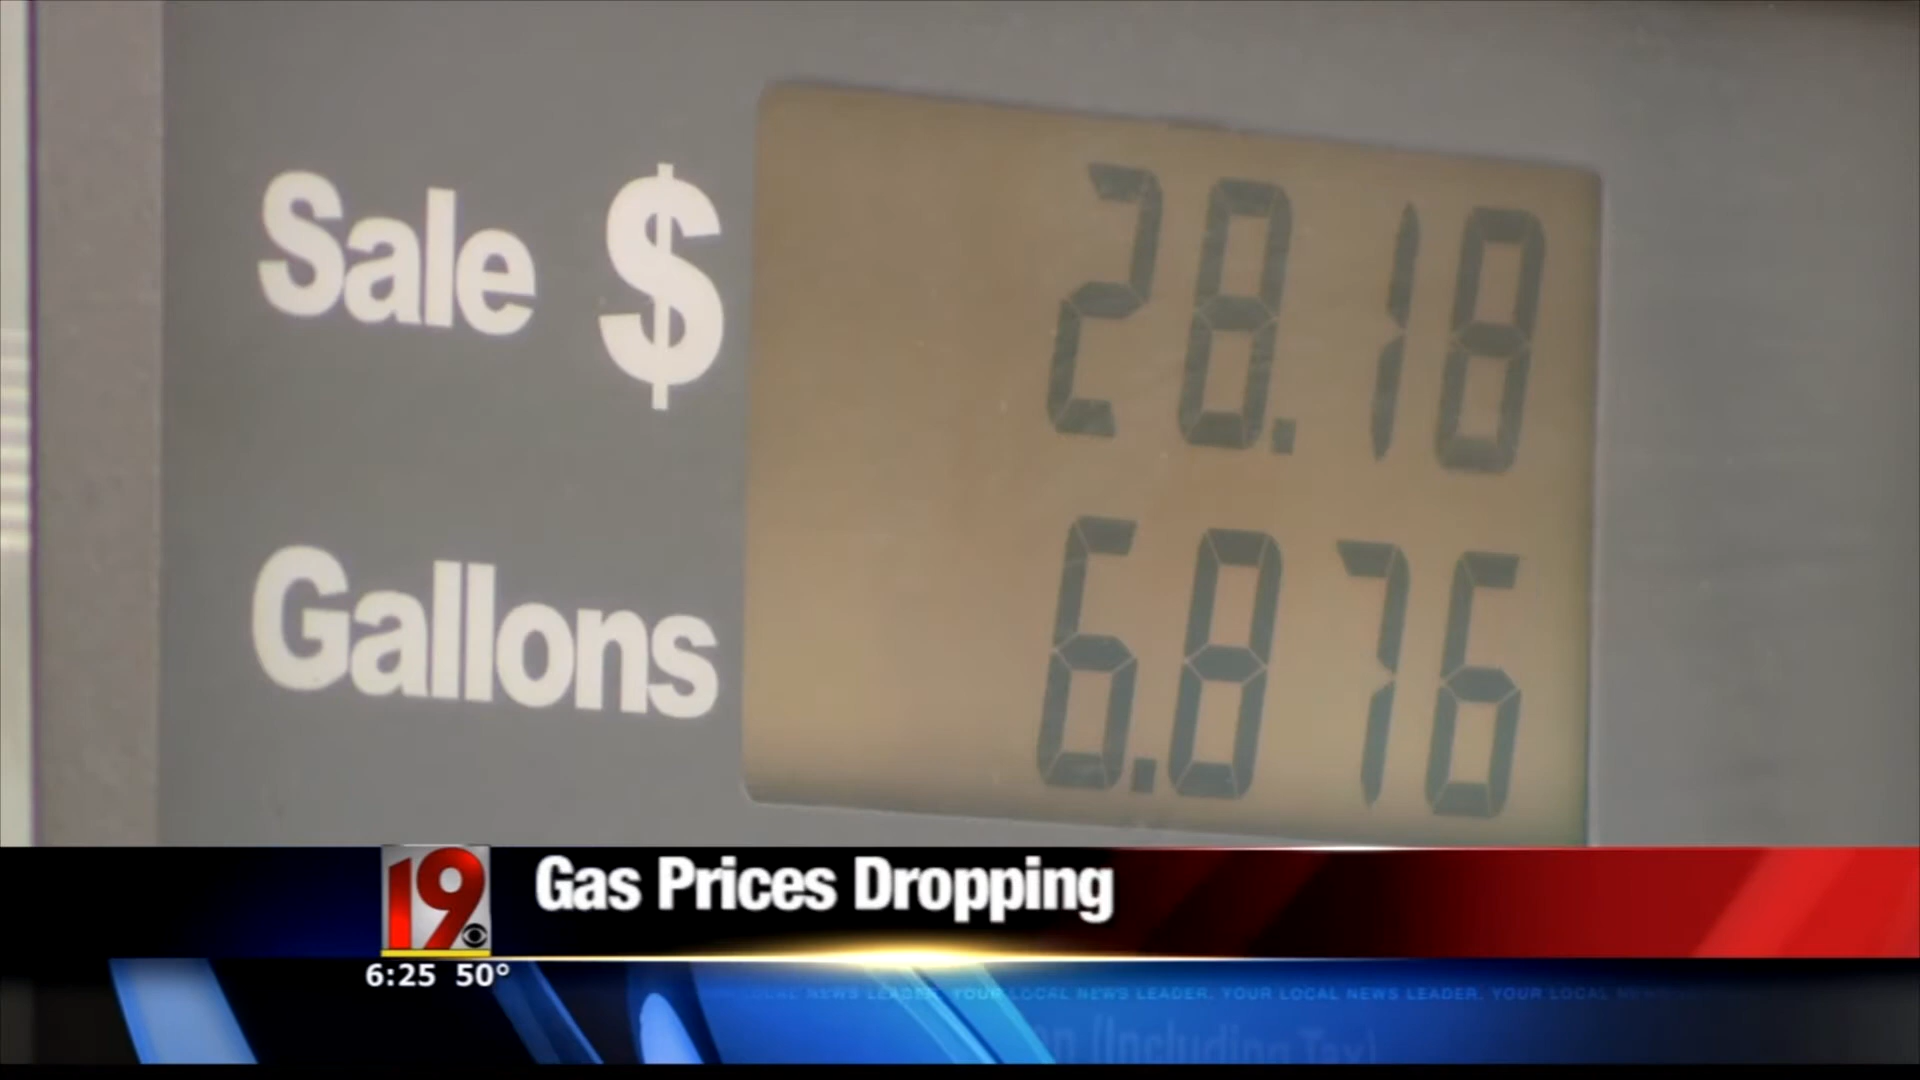 Sale $ 28.18
Gallons 6.876
19 Gas Prices Dropping
6:25 50°
LOCAL NEWS LEADER. YOUR LOCAL NEWS LEADER. YOUR LOCAL NEWS LEADER. YOUR LOCAL
(Including Tax)